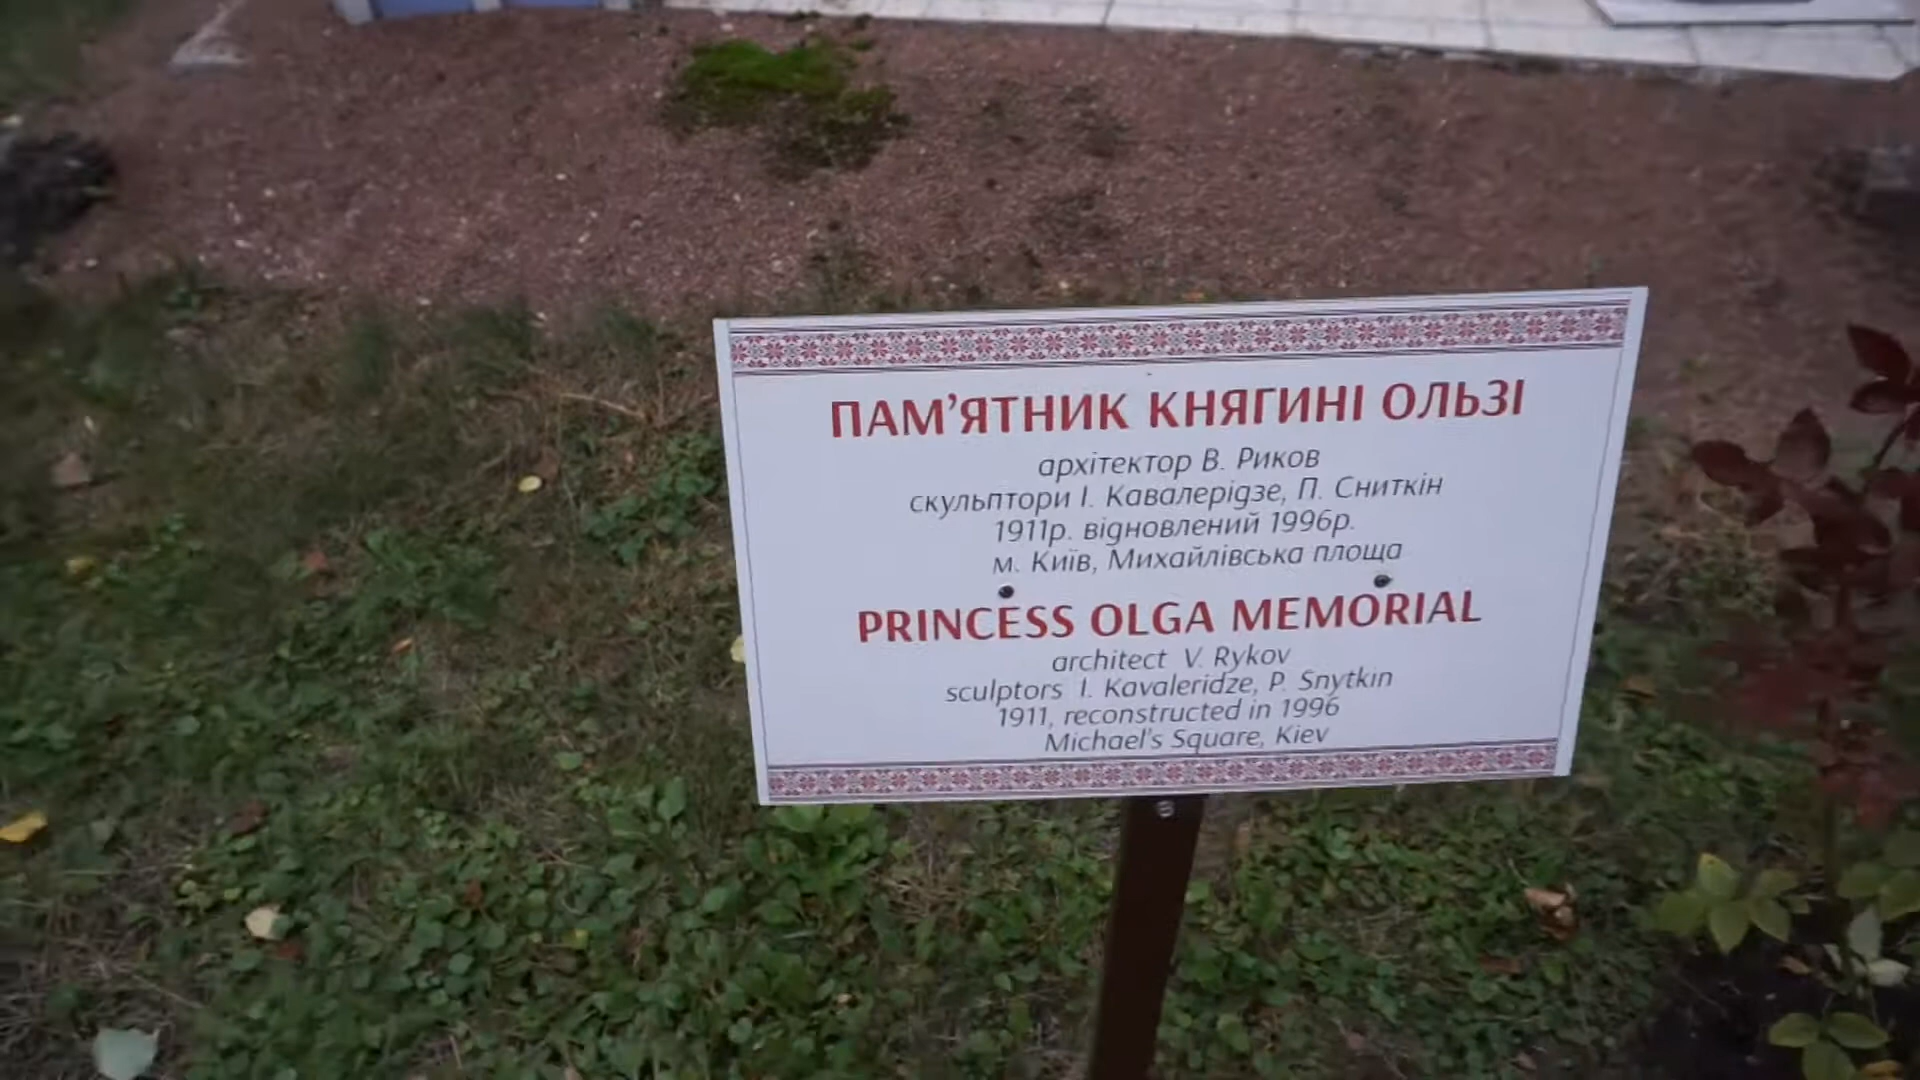 ПАМ’ЯТНИК КНЯГИНІ ОЛЬЗІ
архітектор В. Риков
скульптори І. Кавалерідзе, П. Сниткін
1911р. відновлений 1996р.
м. Київ, Михайлівська площа
PRINCESS OLGA MEMORIAL
architect V. Rykov
sculptors I. Kavaleridze, P. Snytkin
1911, reconstructed in 1996
Michael's Square, Kiev